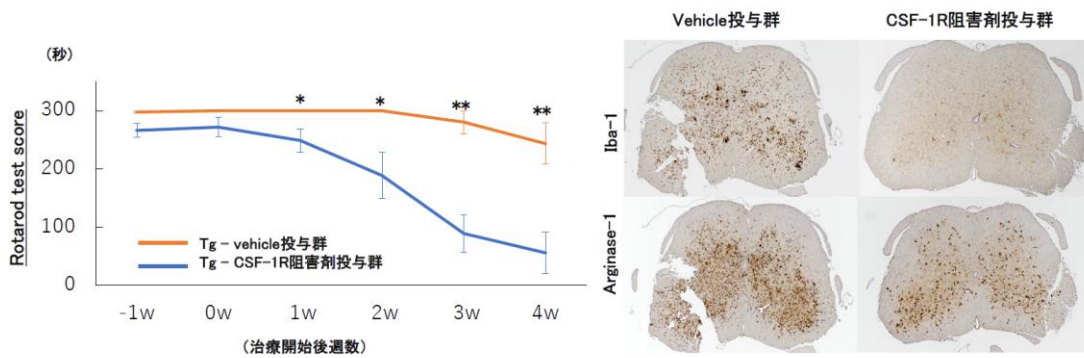 (秒)
Rotarod test score
300
200
100
0
* * ** **
Tg − vehicle投与群
Tg − CSF-1R阻害剤投与群
-1w 0w 1w 2w 3w 4w
(治療開始後週数)
Vehicle投与群 CSF-1R阻害剤投与群
Iba-1
Arginase-1